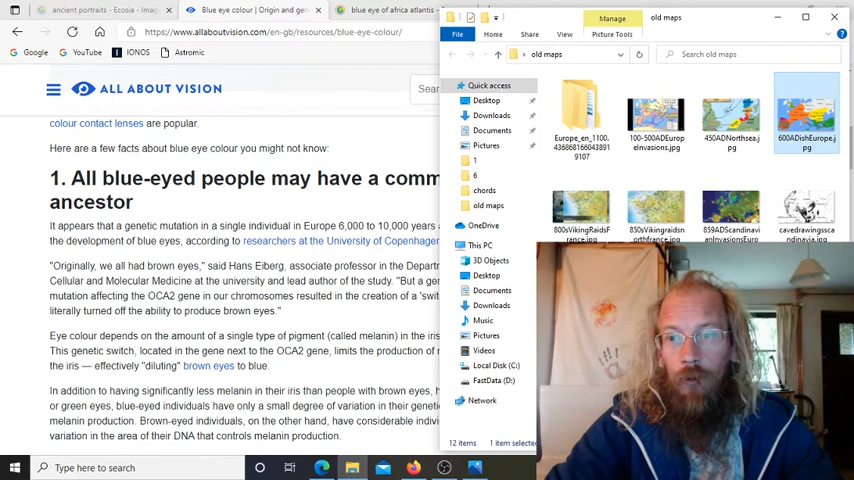 ancient portraits - Ecosia - Imag
Blue eye colour | Origin and gen
blue eye of africa atlantis
https://www.allaboutvision.com/en-gb/resources/blue-eye-colour/
Google
YouTube
IONOS
Astromic
ALL ABOUT VISION
Sea
colour contact lenses are popular.
Here are a few facts about blue eye colour you might not know:
1. All blue-eyed people may have a comm
ancestor
It appears that a genetic mutation in a single individual in Europe 6,000 to 10,000 years
the development of blue eyes, according to researchers at the University of Copenhagen
"Originally, we all had brown eyes," said Hans Eiberg, associate professor in the Departm
Cellular and Molecular Medicine at the university and lead author of the study. "But a gen
mutation affecting the OCA2 gene in our chromosomes resulted in the creation of a 'swit
literally turned off the ability to produce brown eyes."
Eye colour depends on the amount of a single type of pigment (called melanin) in the iris
This genetic switch, located in the gene next to the OCA2 gene, limits the production of m
the iris — effectively "diluting" brown eyes to blue.
In addition to having significantly less melanin in their iris than people with brown eyes, h
or green eyes, blue-eyed individuals have only a small degree of variation in their genetic
melanin production. Brown-eyed individuals, on the other hand, have considerable indivi
variation in the area of their DNA that controls melanin production.
Manage
old maps
File
Home
Share
View
Picture Tools
old maps
Search old maps
Quick access
Desktop
Downloads
Documents
Pictures
1
6
chords
old maps
OneDrive
This PC
3D Objects
Desktop
Documents
Downloads
Music
Pictures
Videos
Local Disk (C:)
FastData (D:)
Network
Europe_en_1100.
436868166043891
9107
100-500ADEurop
eInvasions.jpg
450ADNorthsea.j
pg
600ADishEurope.j
pg
800sVikingRaidsF
rance.jpg
850sVikingraidsn
orthfrance.jpg
859ADScandinav
ianInvasionsEuro
cavedrawingssca
ndinavia.jpg
12 items
1 item selected
Type here to search